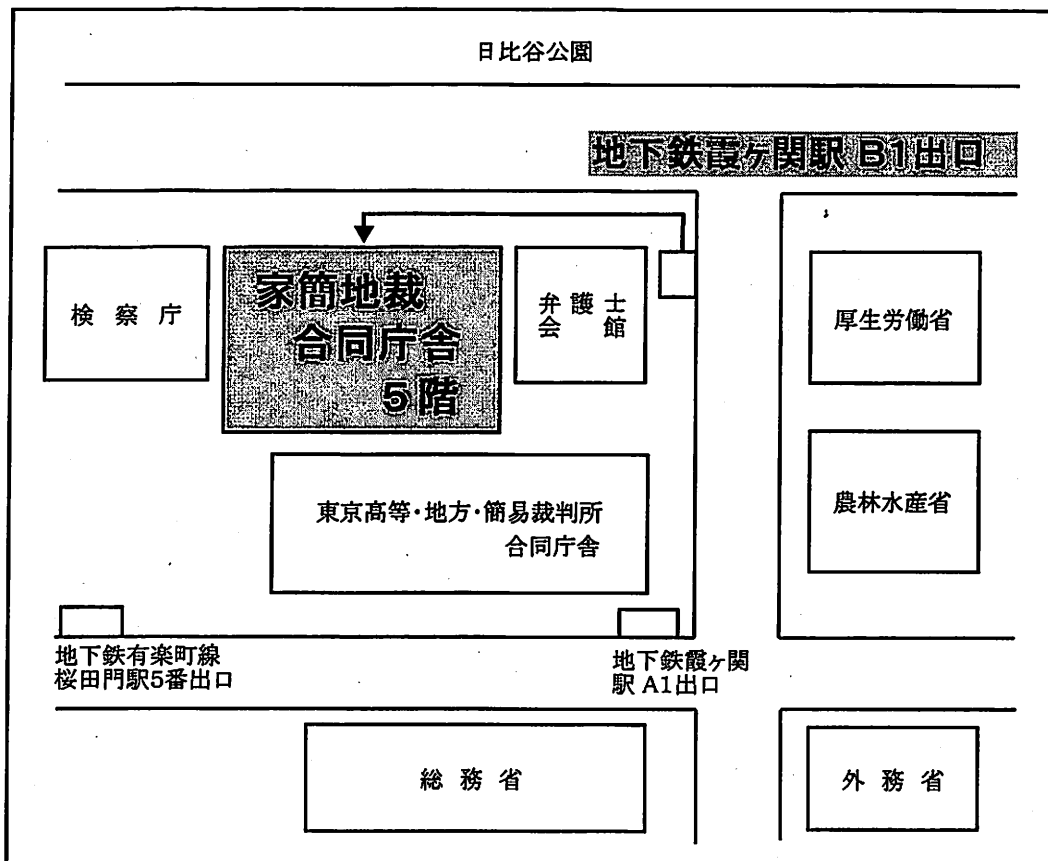 日比谷公園
地下鉄霞ヶ関駅 B1出口
検察庁
家簡地裁
合同庁舎
5階
弁護士
会館
厚生労働省
東京高等・地方・簡易裁判所
合同庁舎
農林水産省
地下鉄有楽町線
桜田門駅5番出口
地下鉄霞ヶ関
駅 A1出口
総務省
外務省